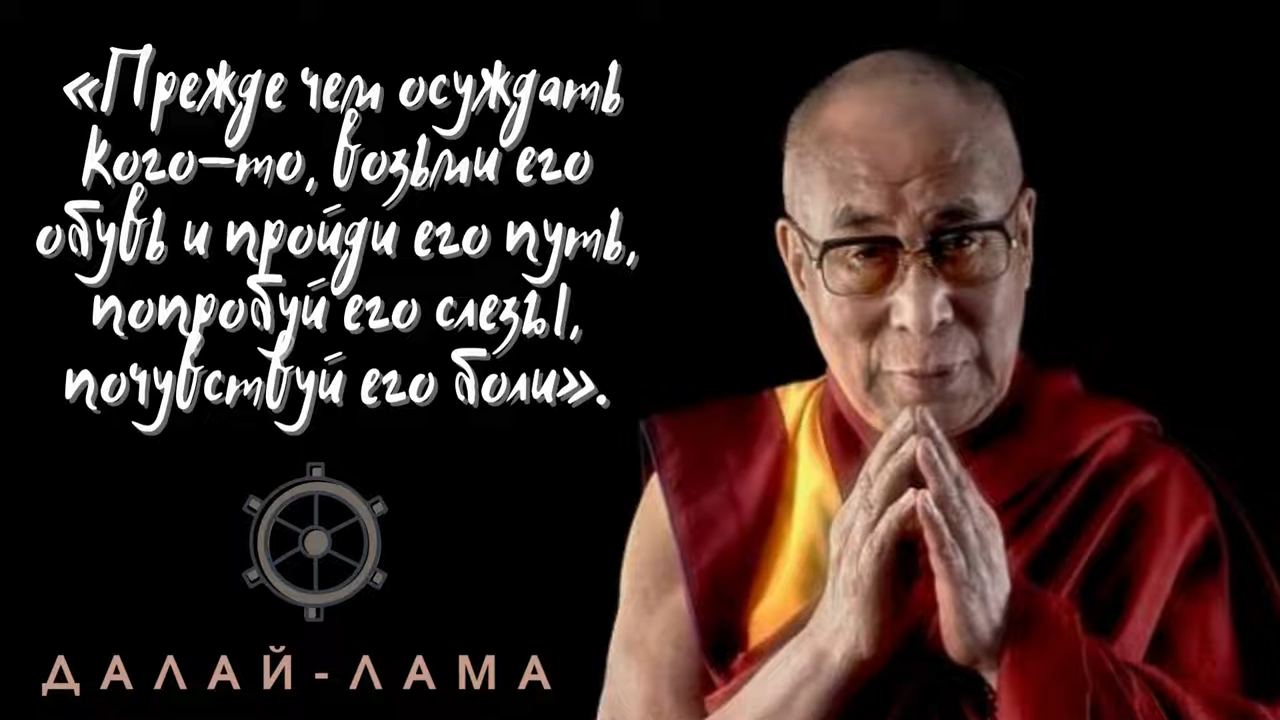 «Прежде чем осуждать
кого-то, возьми его
обувь и пройди его путь,
попробуй его слезы,
почувствуй его боли».
ДАЛАЙ-ЛАМА